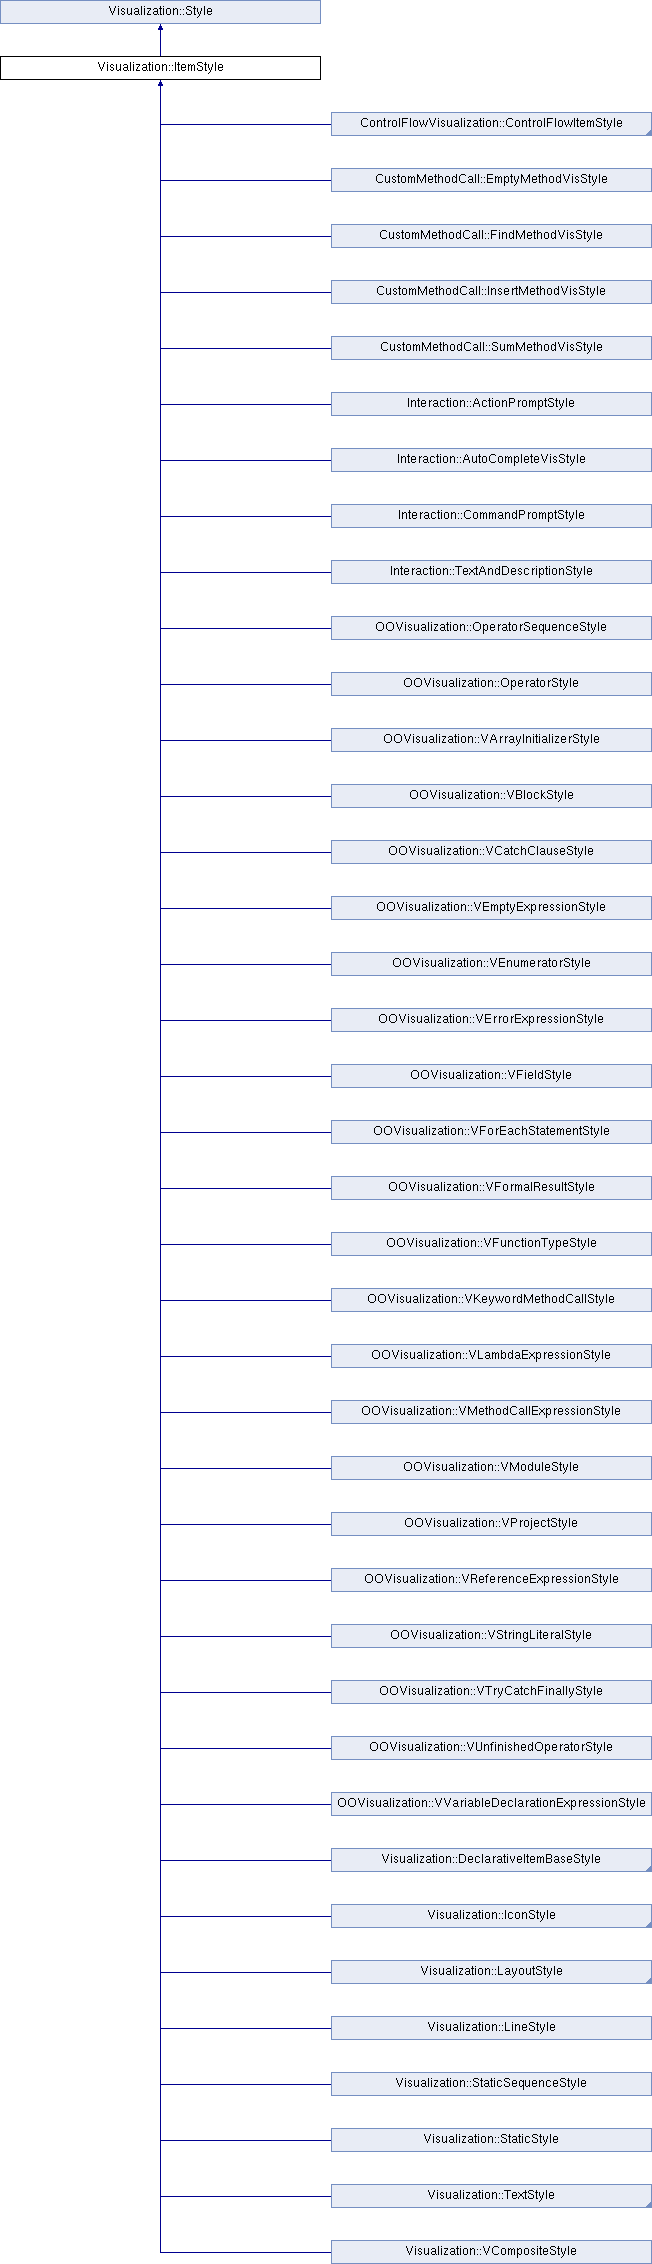 Visualization::Style
Visualization::ItemStyle
ControlFlowVisualization::ControlFlowItemStyle
CustomMethodCall::EmptyMethodVisStyle
CustomMethodCall::FindMethodVisStyle
CustomMethodCall::InsertMethodVisStyle
CustomMethodCall::SumMethodVisStyle
Interaction::ActionPromptStyle
Interaction::AutoCompleteVisStyle
Interaction::CommandPromptStyle
Interaction::TextAndDescriptionStyle
OOVisualization::OperatorSequenceStyle
OOVisualization::OperatorStyle
OOVisualization::VArrayInitializerStyle
OOVisualization::VBlockStyle
OOVisualization::VCatchClauseStyle
OOVisualization::VEmptyExpressionStyle
OOVisualization::VEnumeratorStyle
OOVisualization::VErrorExpressionStyle
OOVisualization::VFieldStyle
OOVisualization::VForEachStatementStyle
OOVisualization::VFormalResultStyle
OOVisualization::VFunctionTypeStyle
OOVisualization::VKeywordMethodCallStyle
OOVisualization::VLambdaExpressionStyle
OOVisualization::VMethodCallExpressionStyle
OOVisualization::VModuleStyle
OOVisualization::VProjectStyle
OOVisualization::VReferenceExpressionStyle
OOVisualization::VStringLiteralStyle
OOVisualization::VTryCatchFinallyStyle
OOVisualization::VUnfinishedOperatorStyle
OOVisualization::VVariableDeclarationExpressionStyle
Visualization::DeclarativeItemBaseStyle
Visualization::IconStyle
Visualization::LayoutStyle
Visualization::LineStyle
Visualization::StaticSequenceStyle
Visualization::StaticStyle
Visualization::TextStyle
Visualization::VCompositeStyle